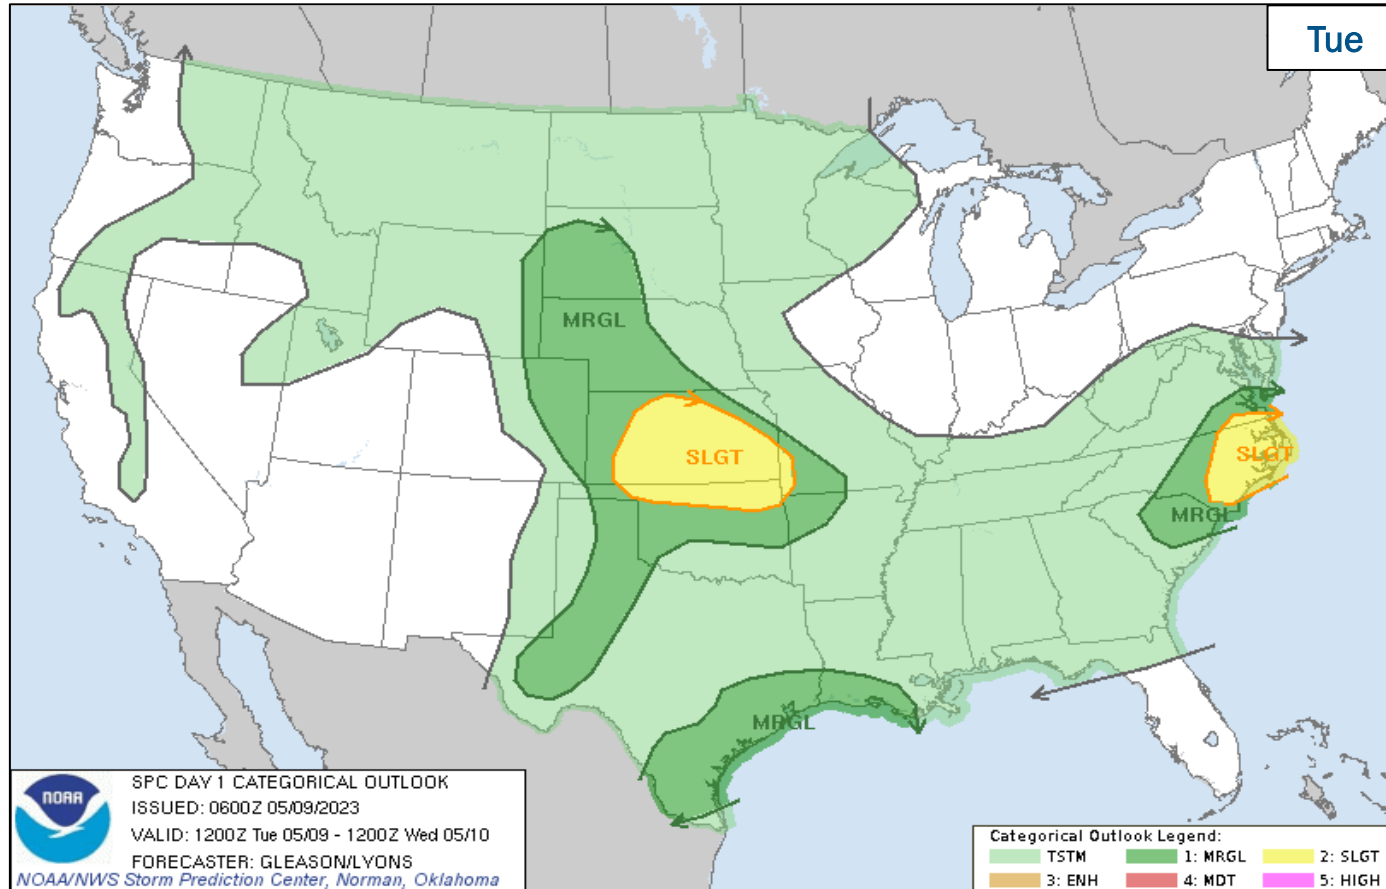 Tue
MRGL
SLGT
SLGT
MRGL
MRGL
NOAA
SPC DAY 1 CATEGORICAL OUTLOOK
ISSUED: 0600Z 05/09/2023
VALID: 1200Z Tue 05/09 - 1200Z Wed 05/10
FORECASTER: GLEASON/LYONS
NOAA/NWS Storm Prediction Center, Norman, Oklahoma
Categorical Outlook Legend:
TSTM 1: MRGL 2: SLGT
3: ENH 4: MDT 5: HIGH